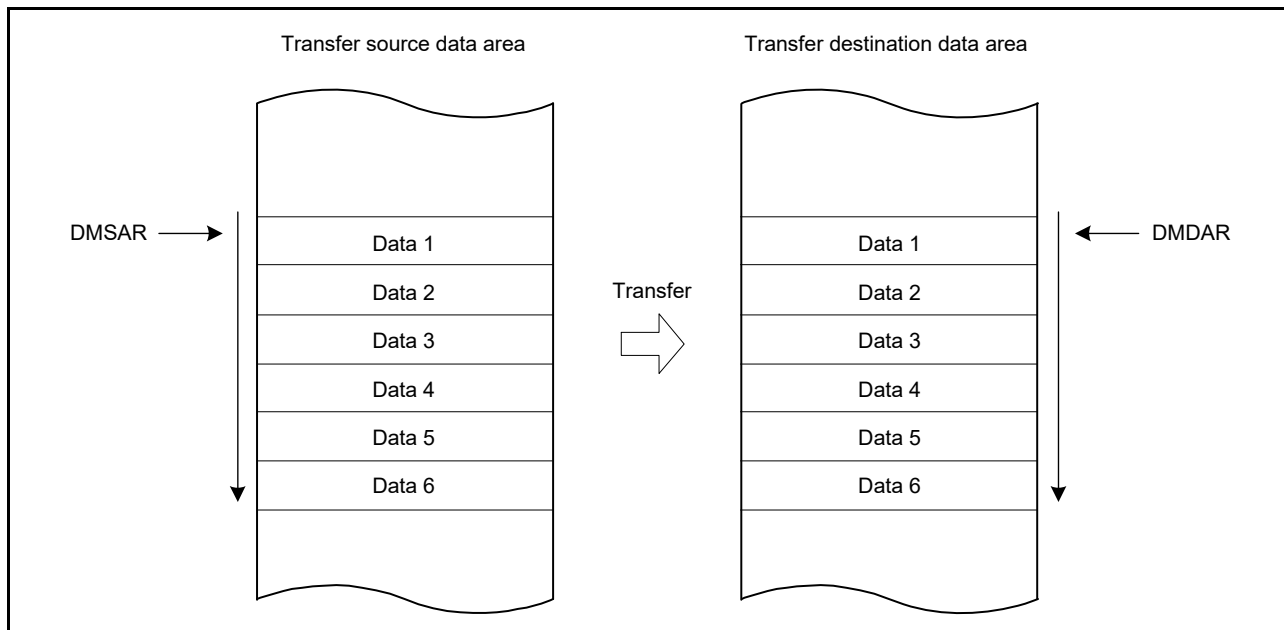 Transfer source data area
Transfer destination data area
DMSAR
Data 1
Data 2
Data 3
Data 4
Data 5
Data 6
Transfer
Data 1
Data 2
Data 3
Data 4
Data 5
Data 6
DMDAR